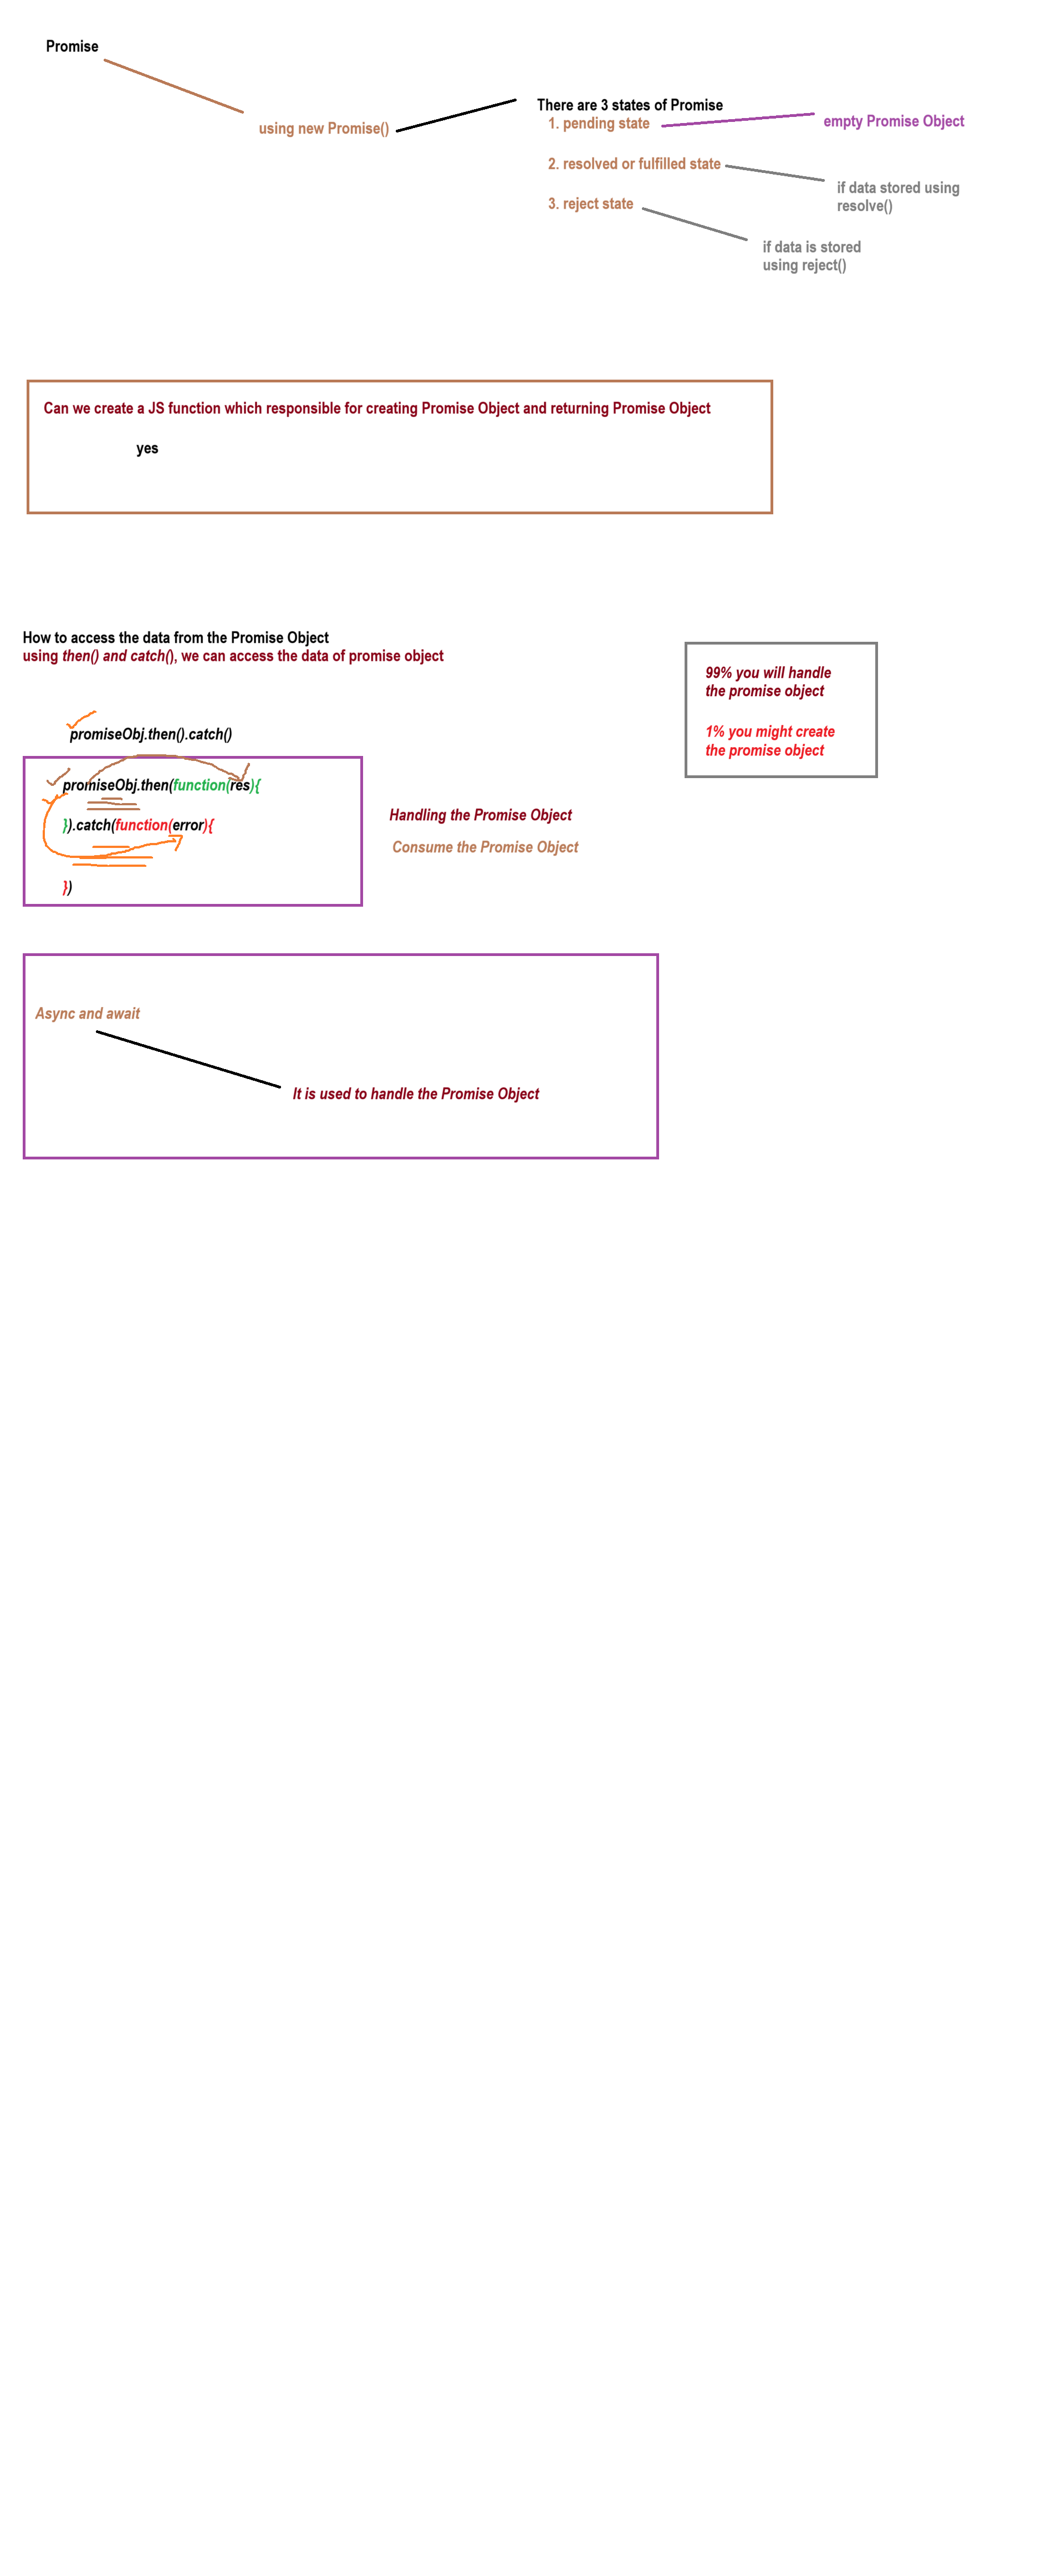 Promise
using new Promise()
There are 3 states of Promise
1. pending state
empty Promise Object
2. resolved or fulfilled state
if data stored using
resolve()
3. reject state
if data is stored
using reject()
Can we create a JS function which responsible for creating Promise Object and returning Promise Object
yes
How to access the data from the Promise Object
using then() and catch(), we can access the data of promise object
99% you will handle
the promise object
1% you might create
the promise object
promiseObj.then().catch()
promiseObj.then(function(res){
}).catch(function(error){
})
Handling the Promise Object
Consume the Promise Object
Async and await
It is used to handle the Promise Object